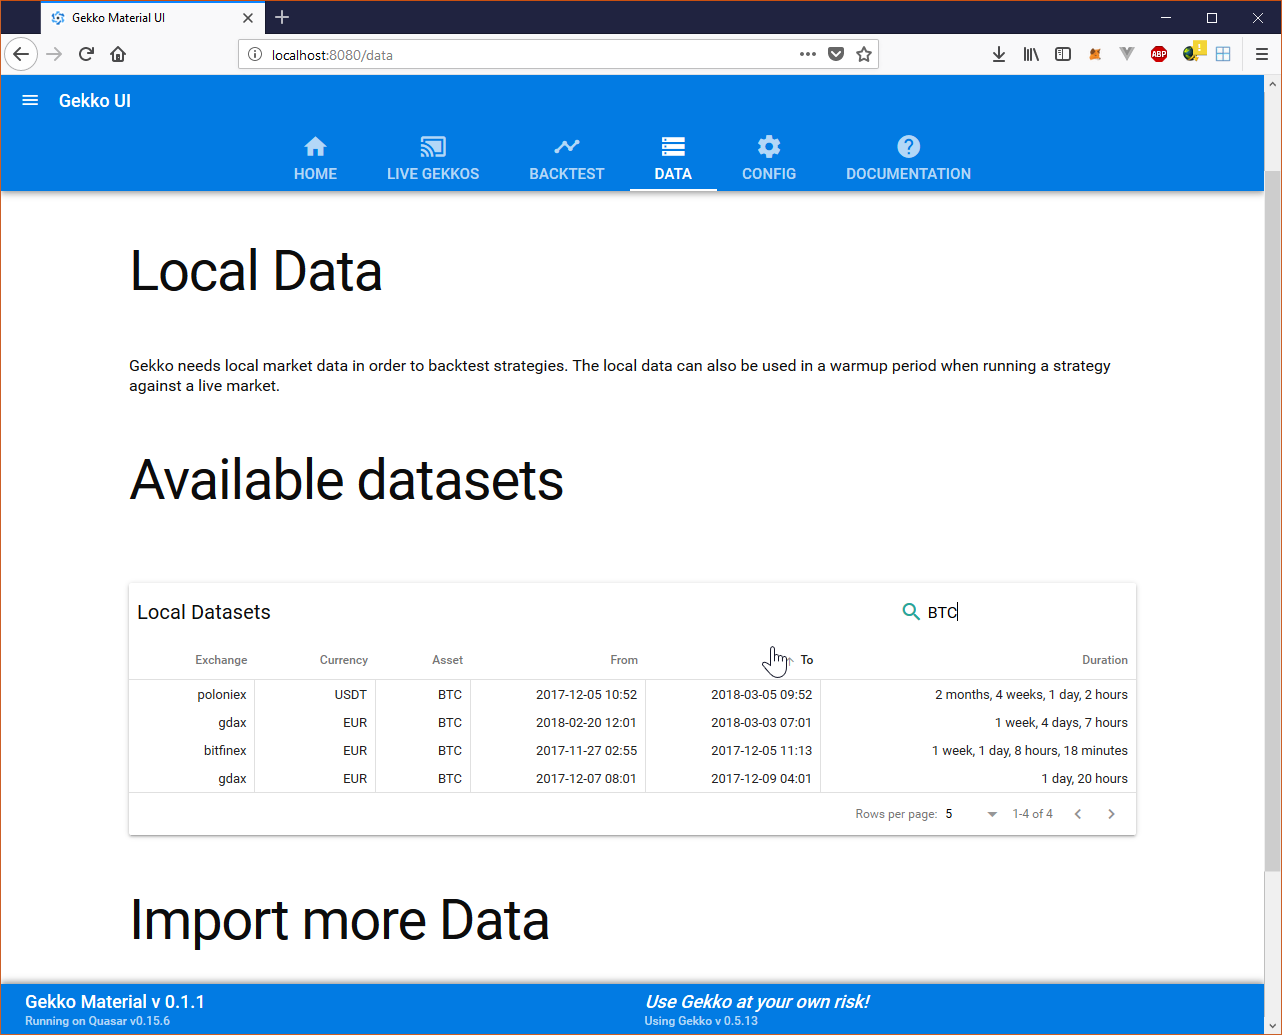 Gekko Material UI
localhost:8080/data
ABP
Gekko UI
HOME LIVE GEKKOS BACKTEST DATA CONFIG DOCUMENTATION
Local Data
Gekko needs local market data in order to backtest strategies. The local data can also be used in a warmup period when running a strategy
against a live market.
Available datasets
Local Datasets BTC
Exchange Currency Asset From To Duration
poloniex USDT BTC 2017-12-05 10:52 2018-03-05 09:52 2 months, 4 weeks, 1 day, 2 hours
gdax EUR BTC 2018-02-20 12:01 2018-03-03 07:01 1 week, 4 days, 7 hours
bitfinex EUR BTC 2017-11-27 02:55 2017-12-05 11:13 1 week, 1 day, 8 hours, 18 minutes
gdax EUR BTC 2017-12-07 08:01 2017-12-09 04:01 1 day, 20 hours
Rows per page: 5 1-4 of 4
Import more Data
Gekko Material v 0.1.1 Use Gekko at your own risk!
Running on Quasar v0.15.6 Using Gekko v 0.5.13